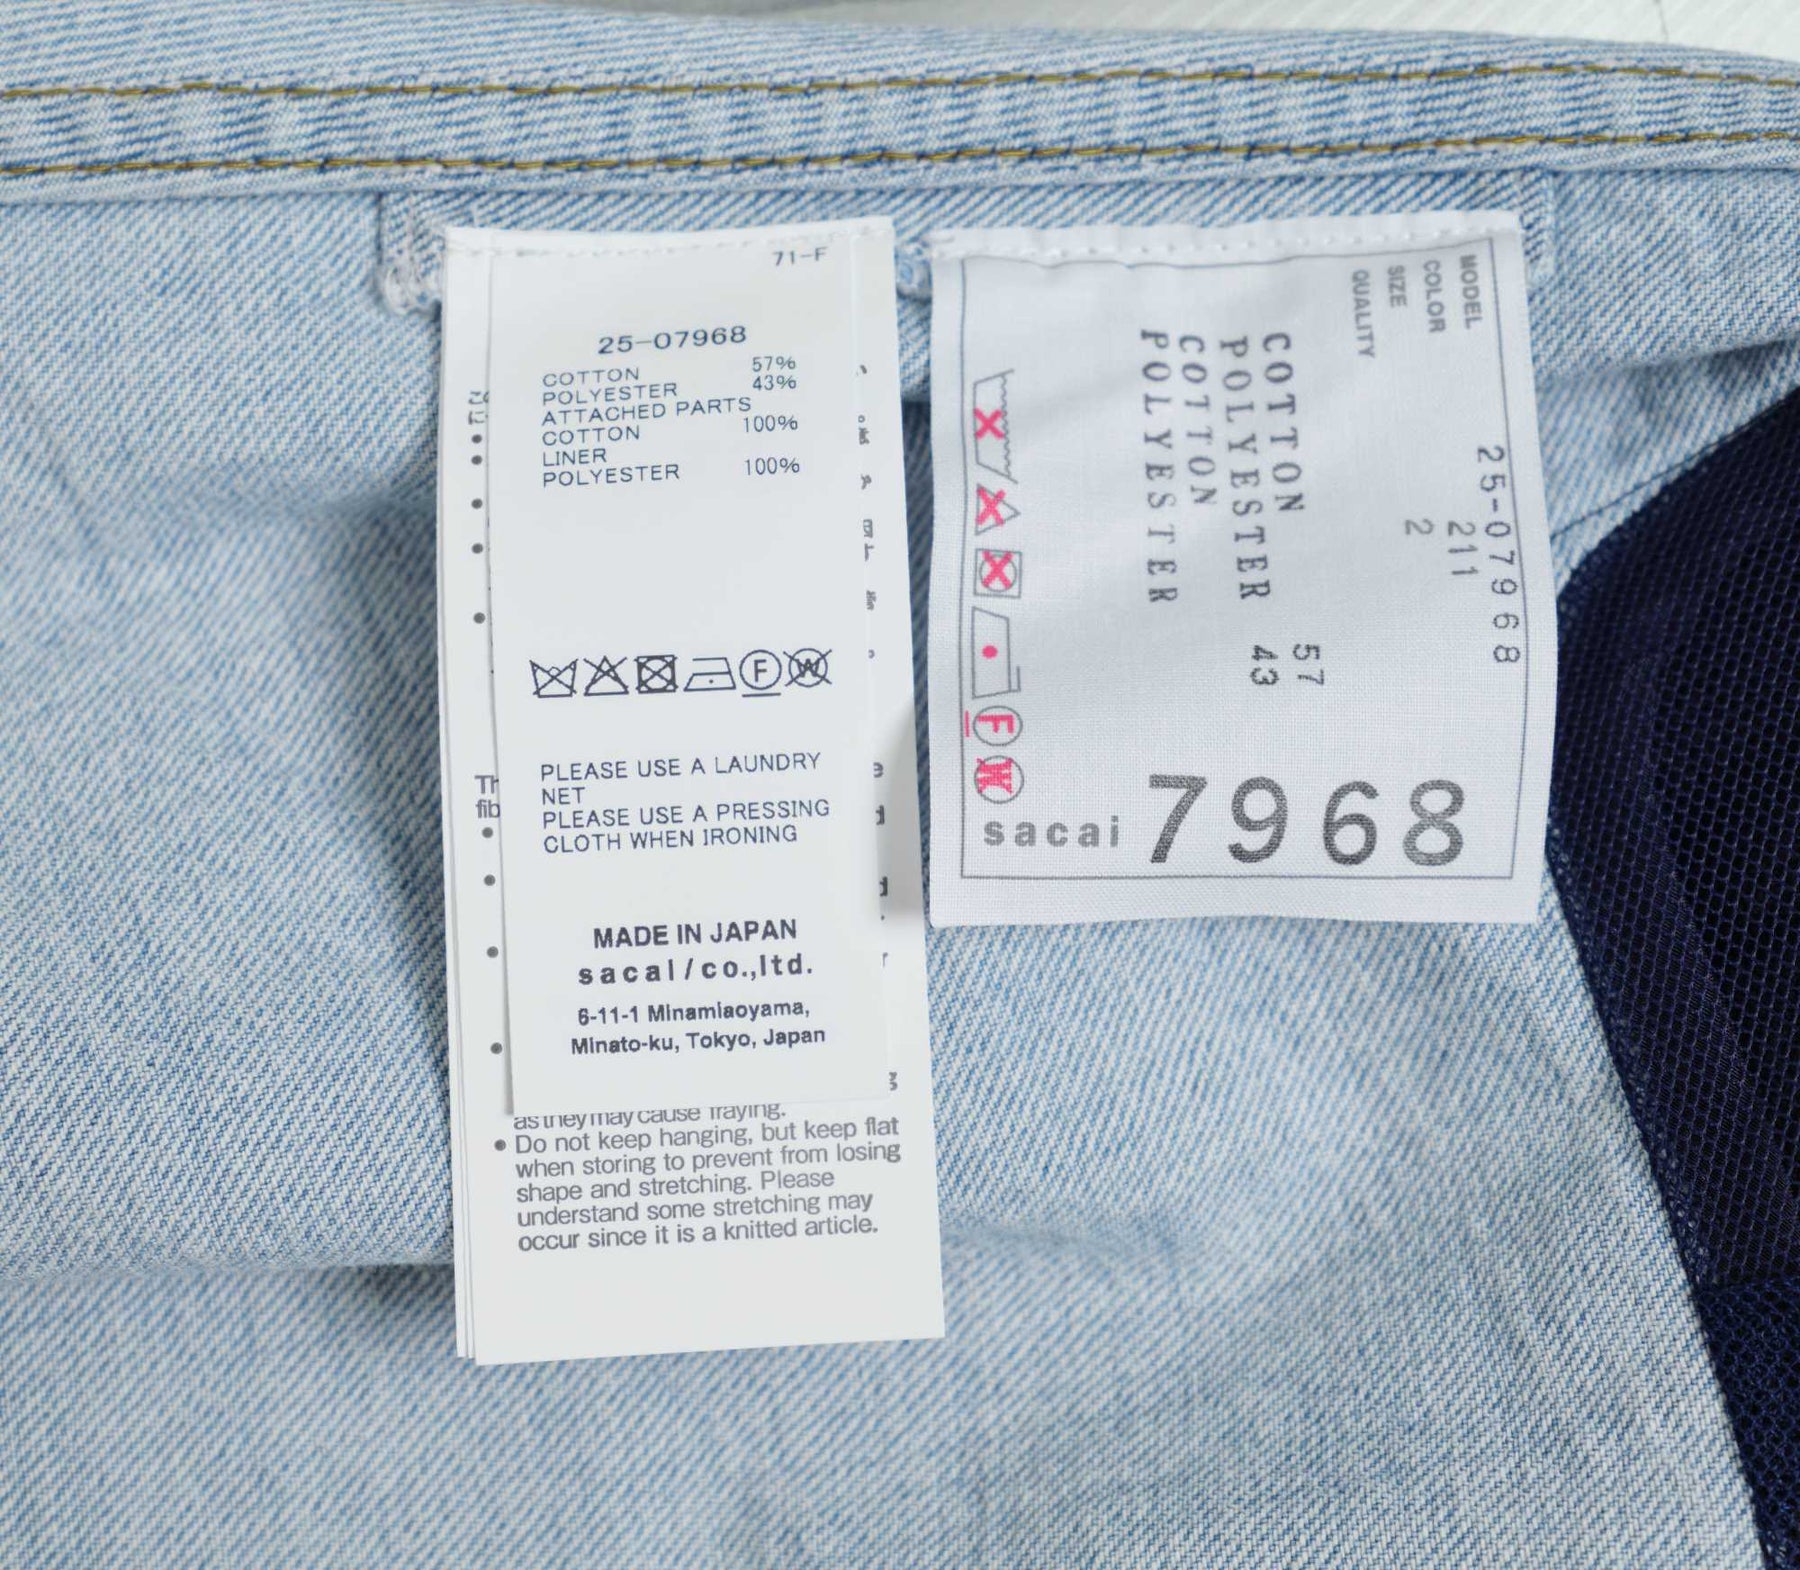 71-F
25-07968
COTTON 57%
POLYESTER 43%
ATTACHED PARTS
COTTON 100%
LINER
POLYESTER 100%
F W
PLEASE USE A LAUNDRY
NET
PLEASE USE A PRESSING
CLOTH WHEN IRONING
MADE IN JAPAN
sacai/co.,ltd.
6-11-1 Minamiaoyama,
Minato-ku, Tokyo, Japan
as they may cause fraying.
• Do not keep hanging, but keep flat
when storing to prevent from losing
shape and stretching. Please
understand some stretching may
occur since it is a knitted article.
MODEL 25-07968
COLOR 211
SIZE 2
QUALITY
COTTON 57
POLYESTER 43
COTTON
POLYESTER
F
W
sacai 7968